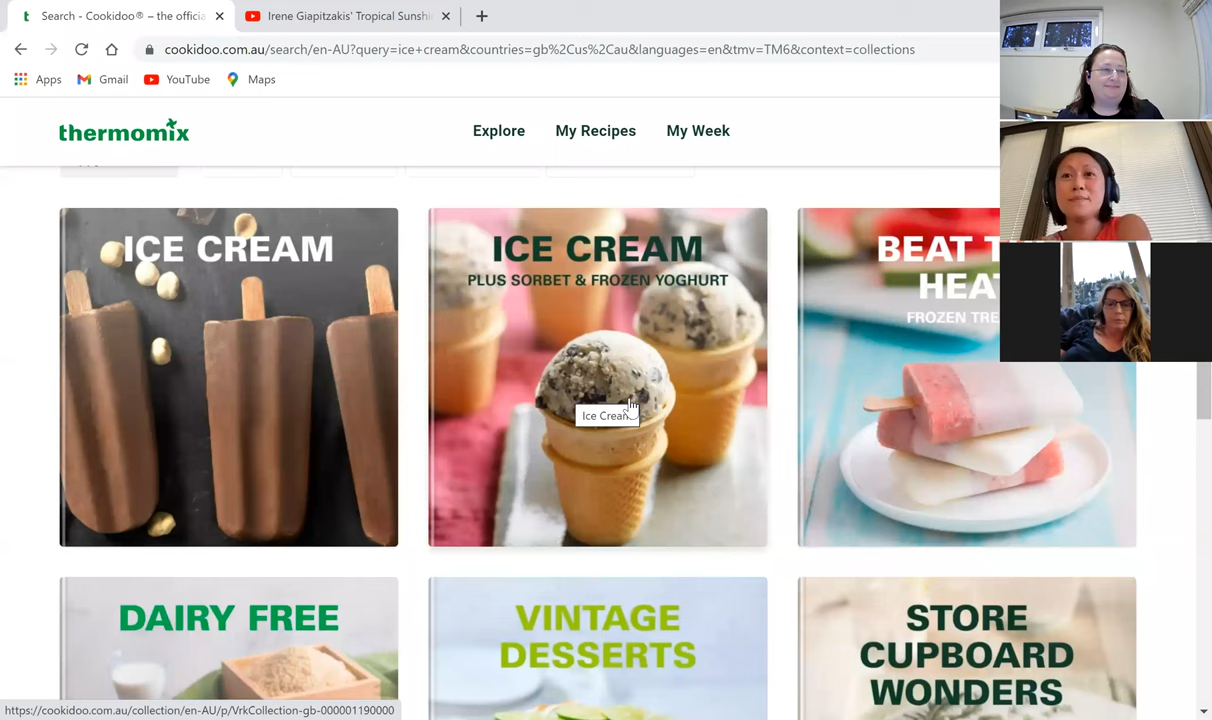 Search - Cookidoo® – the officia
Irene Giapitzakis' Tropical Sunshi
cookidoo.com.au/search/en-AU?query=ice+cream&countries=gb%2Cus%2Cau&languages=en&tmv=TM6&context=collections
Apps
Gmail
YouTube
Maps
thermomix
Explore
My Recipes
My Week
ICE CREAM
ICE CREAM
PLUS SORBET & FROZEN YOGHURT
BEAT T
HEA
FROZEN TRE
Ice Cream
DAIRY FREE
VINTAGE
DESSERTS
STORE
CUPBOARD
WONDERS
https://cookidoo.com.au/collection/en-AU/p/VrkCollection-gb-000001190000